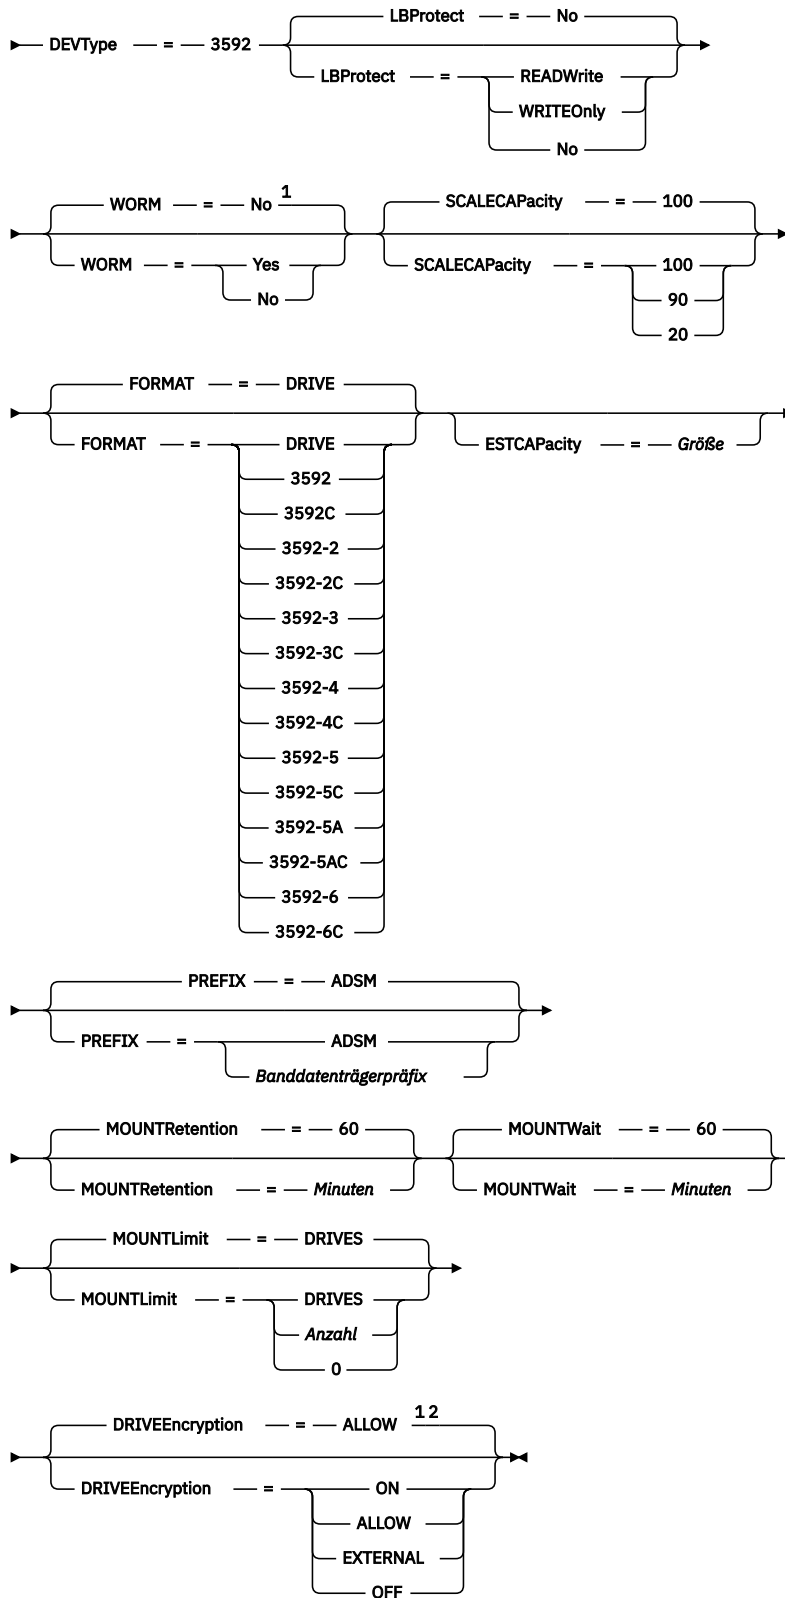 LBProtect = No
DEVType = 3592
LBProtect = READWrite
WRITEOnly
No
WORM = No 1 SCALECAPacity = 100
WORM = Yes SCALECAPacity = 100
No 90
20
FORMAT = DRIVE
FORMAT = DRIVE ESTCAPacity = Größe
3592
3592C
3592-2
3592-2C
3592-3
3592-3C
3592-4
3592-4C
3592-5
3592-5C
3592-5A
3592-5AC
3592-6
3592-6C
PREFIX = ADSM
PREFIX = ADSM
Banddatenträgerpräfix
MOUNTRetention = 60 MOUNTWait = 60
MOUNTRetention = Minuten MOUNTWait = Minuten
MOUNTLimit = DRIVES
MOUNTLimit = DRIVES
Anzahl
0
DRIVEEncryption = ALLOW 1 2
DRIVEEncryption = ON
ALLOW
EXTERNAL
OFF